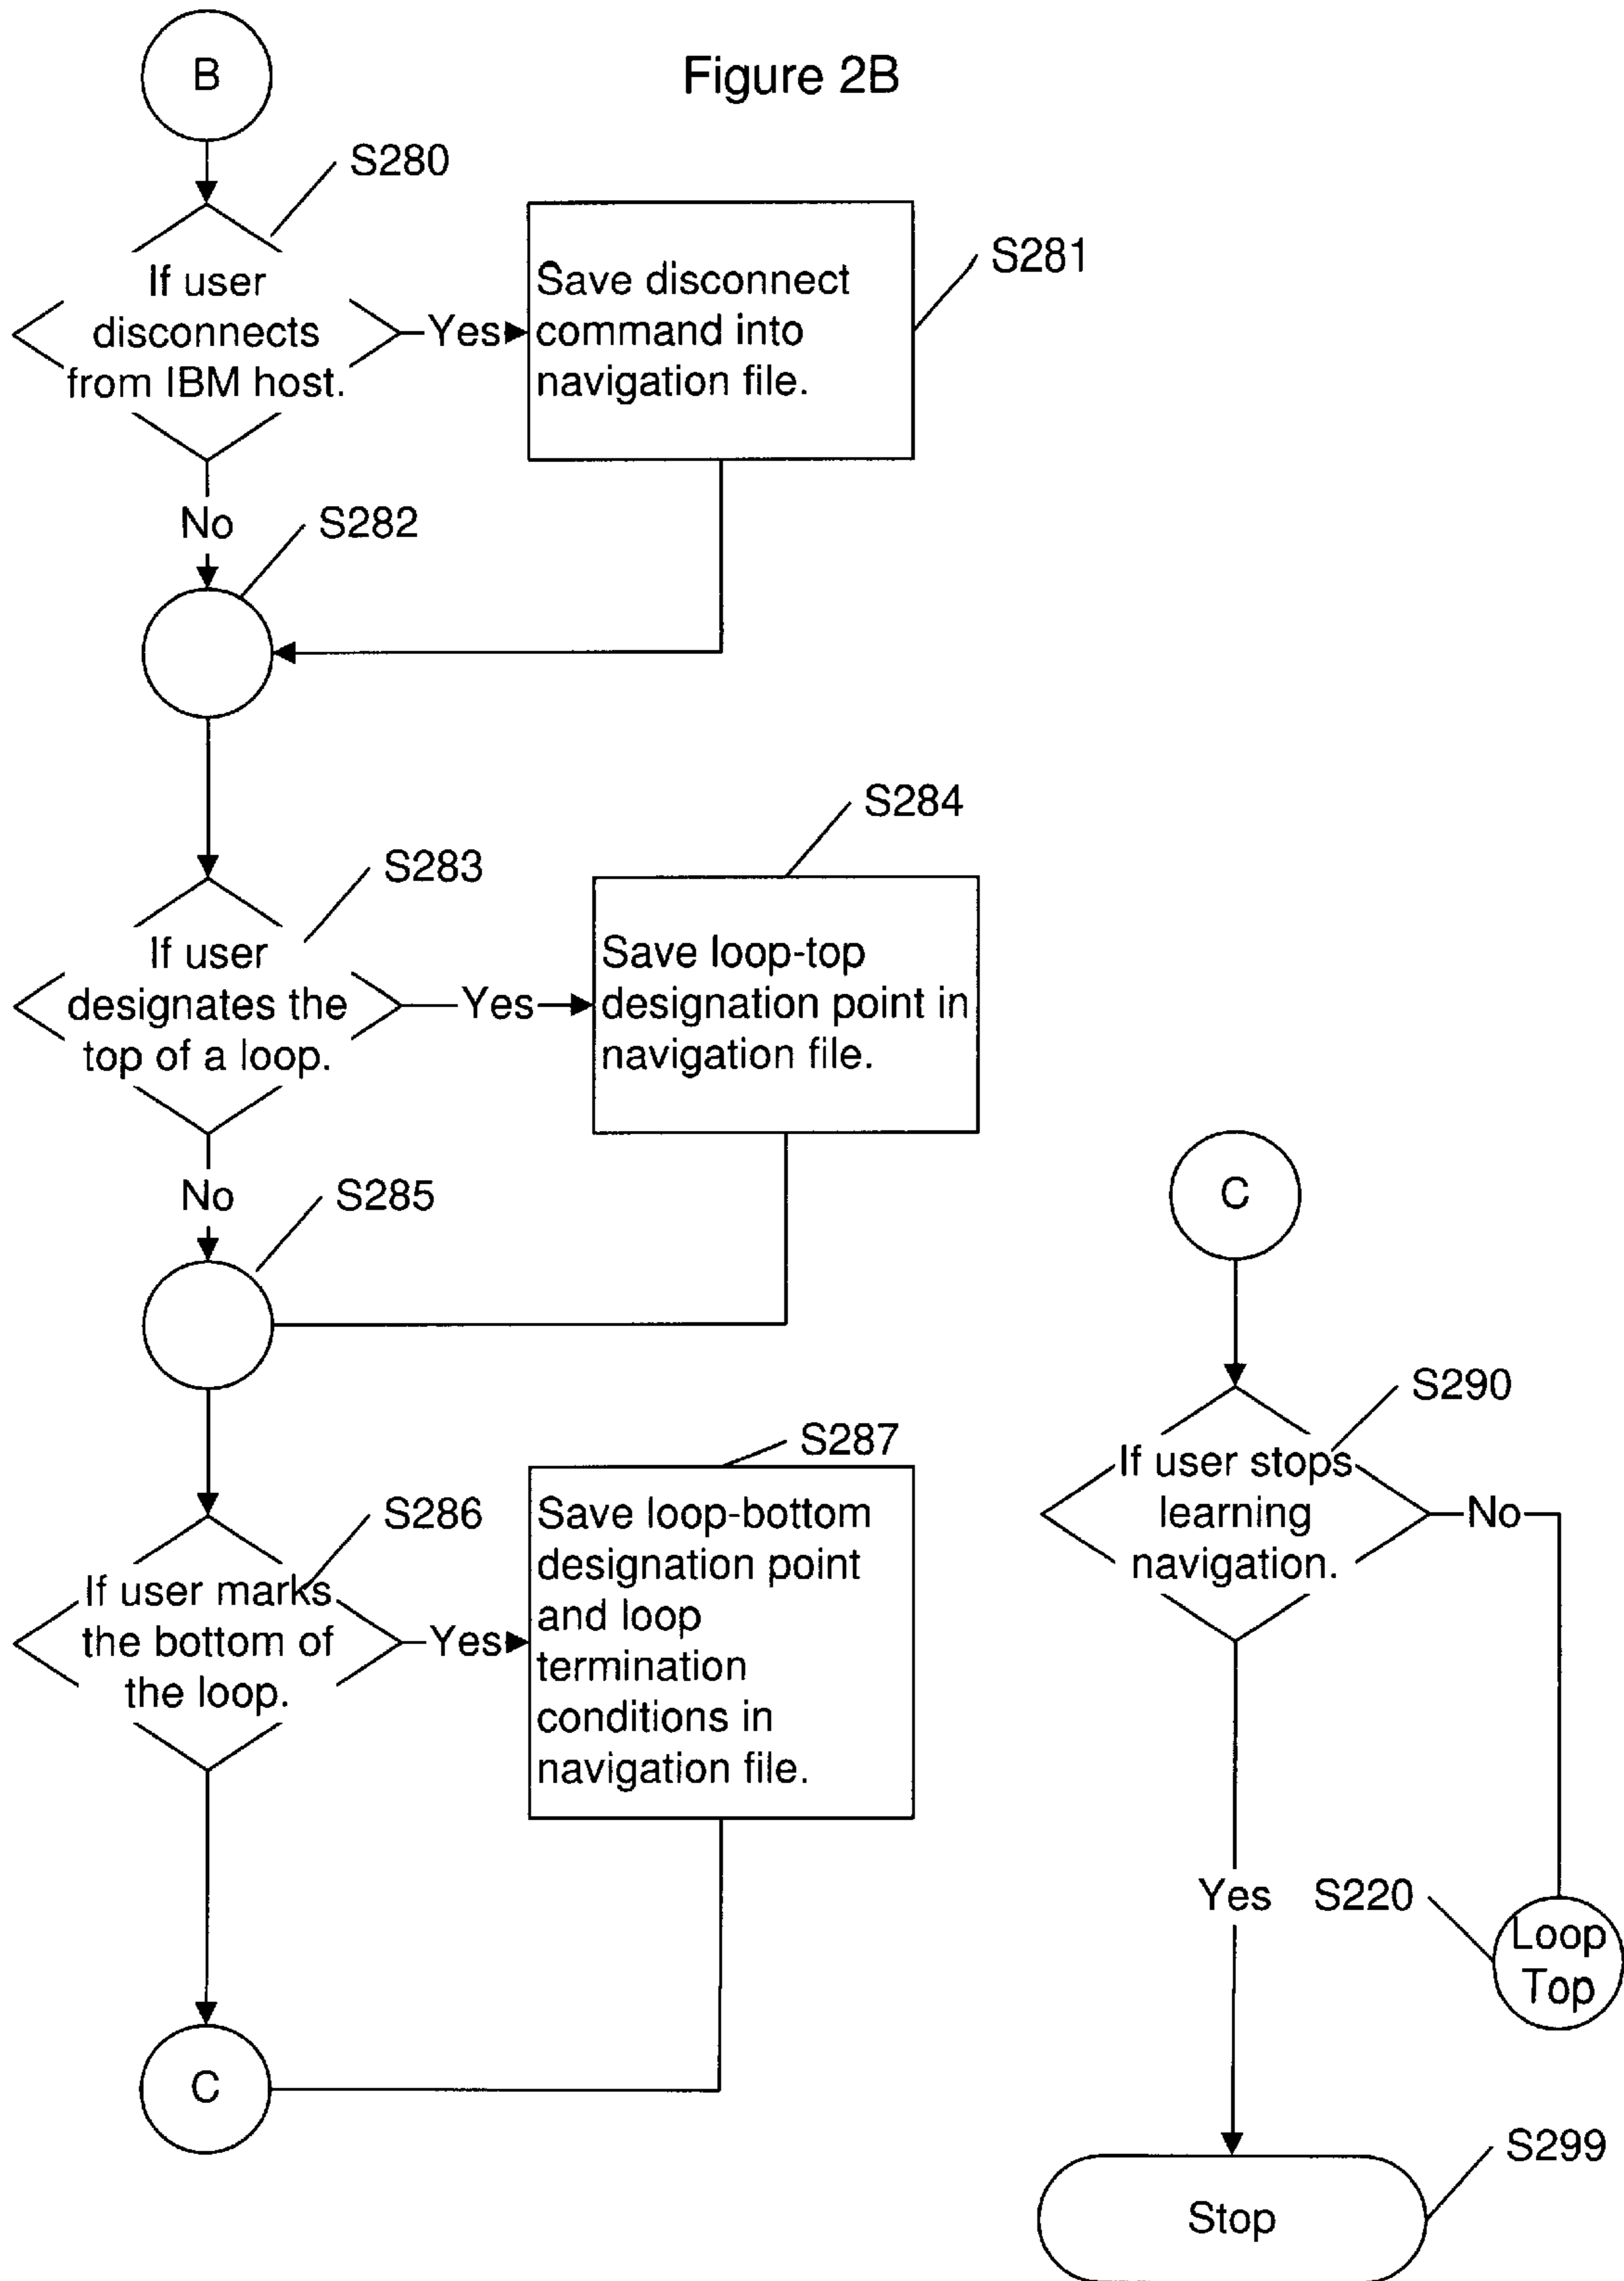 B
Figure 2B
S280
If user
disconnects
from IBM host.
Yes
Save disconnect
command into
navigation file.
S281
No
S282
S283
If user
designates the
top of a loop.
Yes
S284
Save loop-top
designation point in
navigation file.
No
S285
S286
If user marks
the bottom of
the loop.
Yes
S287
Save loop-bottom
designation point
and loop
termination
conditions in
navigation file.
C
C
S290
If user stops
learning
navigation.
No
Yes
S220
Loop
Top
S299
Stop